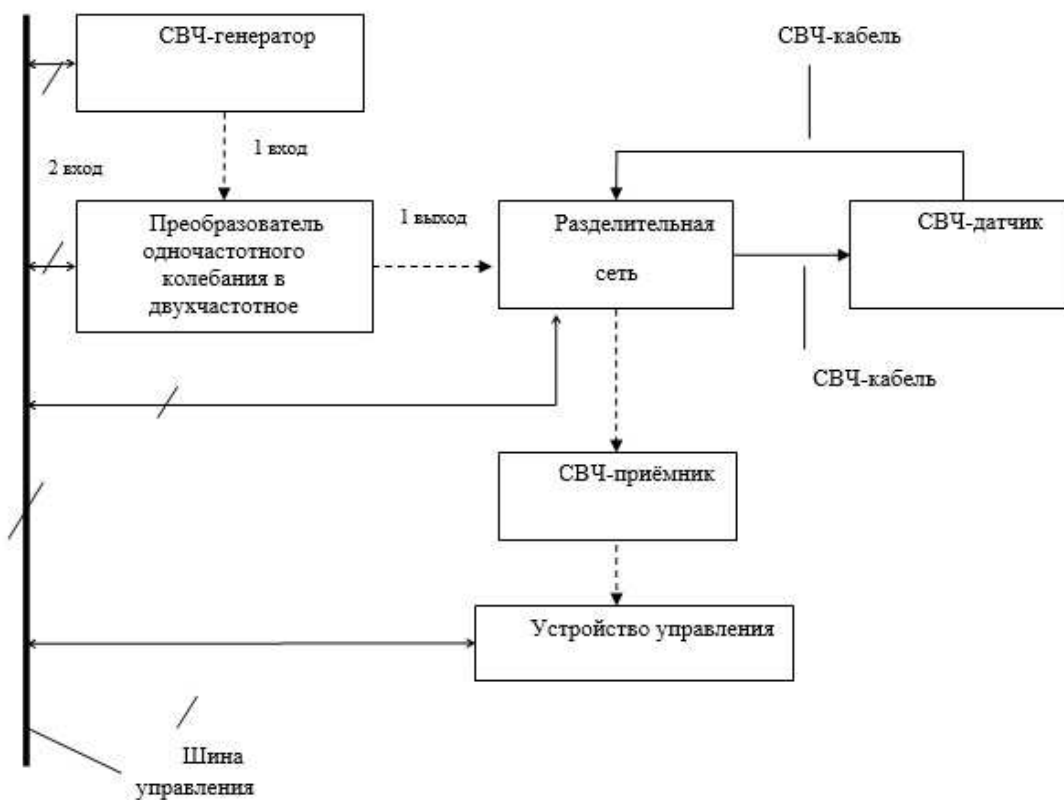 СВЧ-генератор
СВЧ-кабель
1 вход
2 вход
Преобразователь
одночастотного
колебания в
двухчастотное
1 выход
Разделительная
сеть
СВЧ-датчик
СВЧ-кабель
СВЧ-приёмник
Устройство управления
Шина
управления